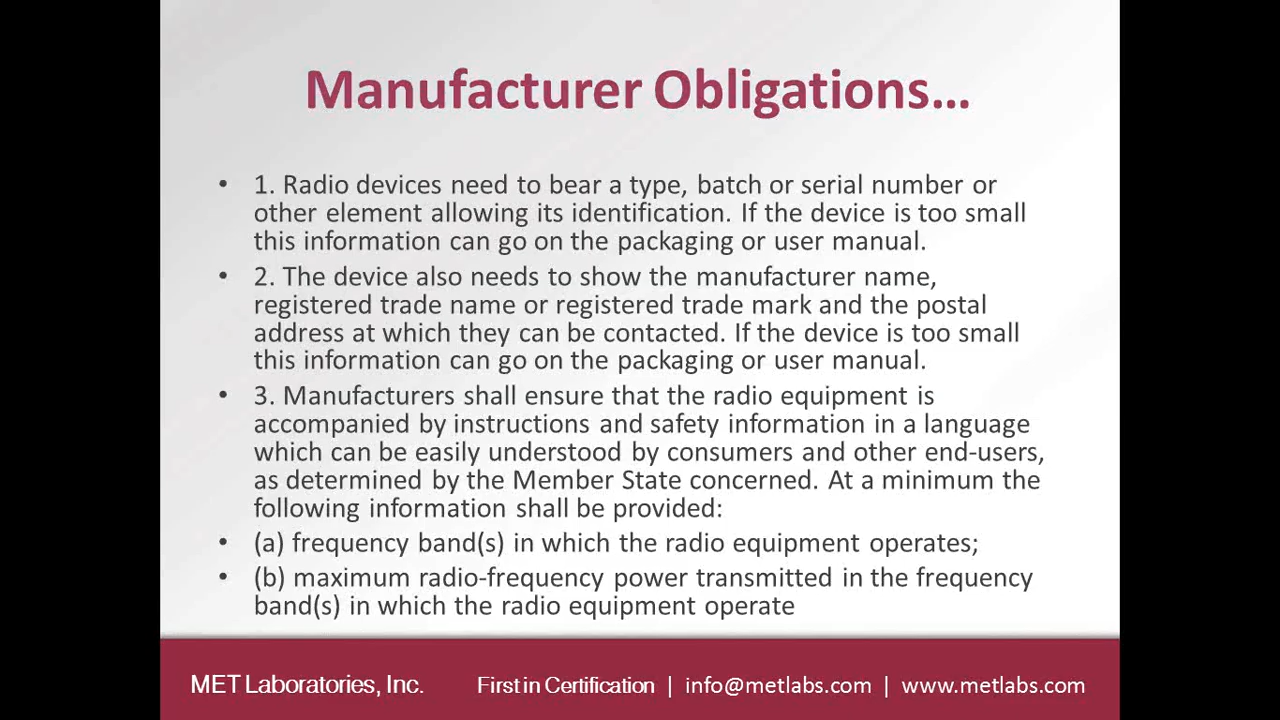 Manufacturer Obligations...
• 1. Radio devices need to bear a type, batch or serial number or
other element allowing its identification. If the device is too small
this information can go on the packaging or user manual.
• 2. The device also needs to show the manufacturer name,
registered trade name or registered trade mark and the postal
address at which they can be contacted. If the device is too small
this information can go on the packaging or user manual.
• 3. Manufacturers shall ensure that the radio equipment is
accompanied by instructions and safety information in a language
which can be easily understood by consumers and other end-users,
as determined by the Member State concerned. At a minimum the
following information shall be provided:
• (a) frequency band(s) in which the radio equipment operates;
• (b) maximum radio-frequency power transmitted in the frequency
band(s) in which the radio equipment operate
MET Laboratories, Inc. First in Certification | info@metlabs.com | www.metlabs.com